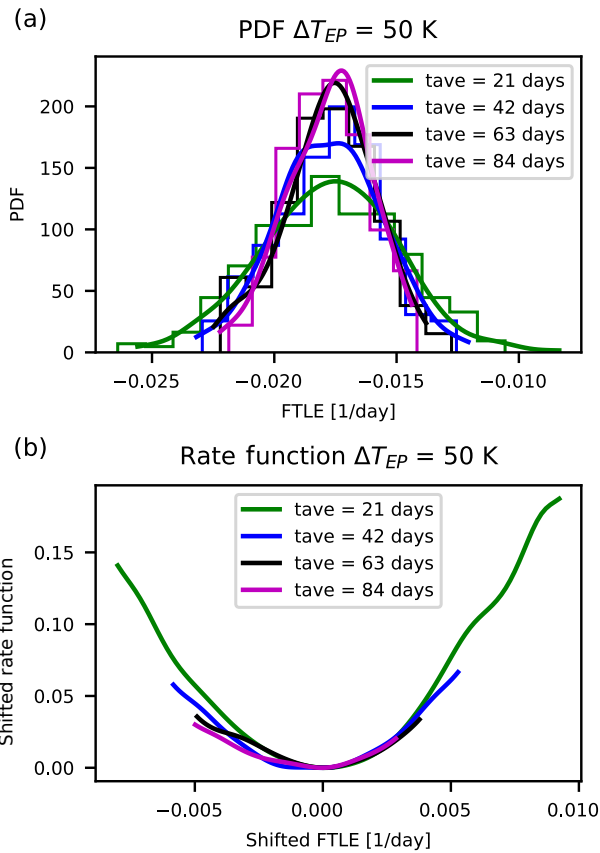 (a)
PDF ΔT_EP = 50 K
PDF
200
150
100
50
0
tave = 21 days
tave = 42 days
tave = 63 days
tave = 84 days
−0.025 −0.020 −0.015 −0.010
FTLE [1/day]
(b)
Rate function ΔT_EP = 50 K
Shifted rate function
0.15
0.10
0.05
0.00
tave = 21 days
tave = 42 days
tave = 63 days
tave = 84 days
−0.005 0.000 0.005 0.010
Shifted FTLE [1/day]